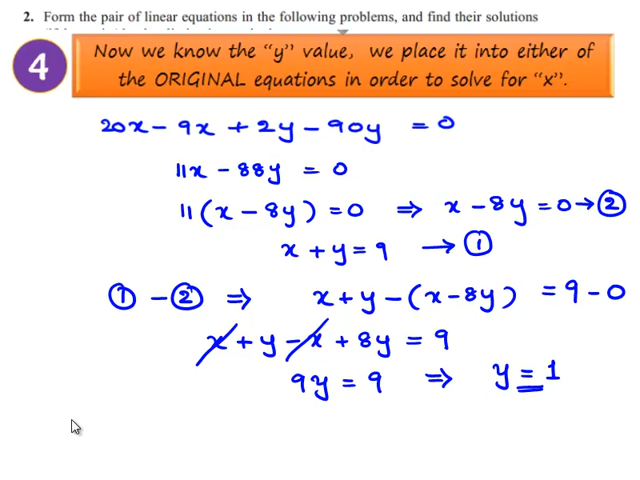 2. Form the pair of linear equations in the following problems, and find their solutions
4
Now we know the “y” value, we place it into either of
the ORIGINAL equations in order to solve for “x”.
20x - 9x + 2y - 90y = 0
11x - 88y = 0
11(x - 8y) = 0 ⇒ x - 8y = 0 → ②
x + y = 9 → ①
① - ② ⇒ x + y - (x - 8y) = 9 - 0
x + y - x + 8y = 9
9y = 9 ⇒ y = 1